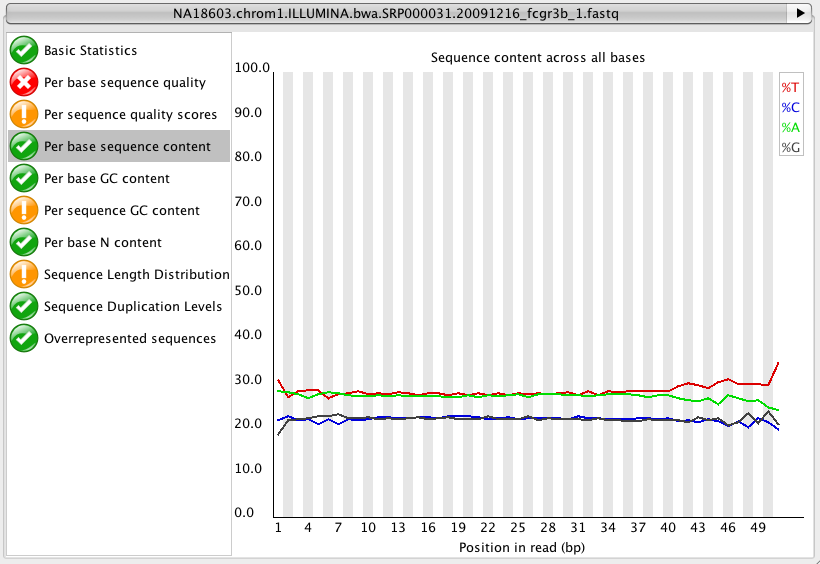 NA18603.chrom1.ILLUMINA.bwa.SRP000031.20091216_fcgr3b_1.fastq
Basic Statistics
Per base sequence quality
Per sequence quality scores
Per base sequence content
Per base GC content
Per sequence GC content
Per base N content
Sequence Length Distribution
Sequence Duplication Levels
Overrepresented sequences
Sequence content across all bases
100.0
90.0
80.0
70.0
60.0
50.0
40.0
30.0
20.0
10.0
0.0
%T
%C
%A
%G
1 4 7 10 13 16 19 22 25 28 31 34 37 40 43 46 49
Position in read (bp)